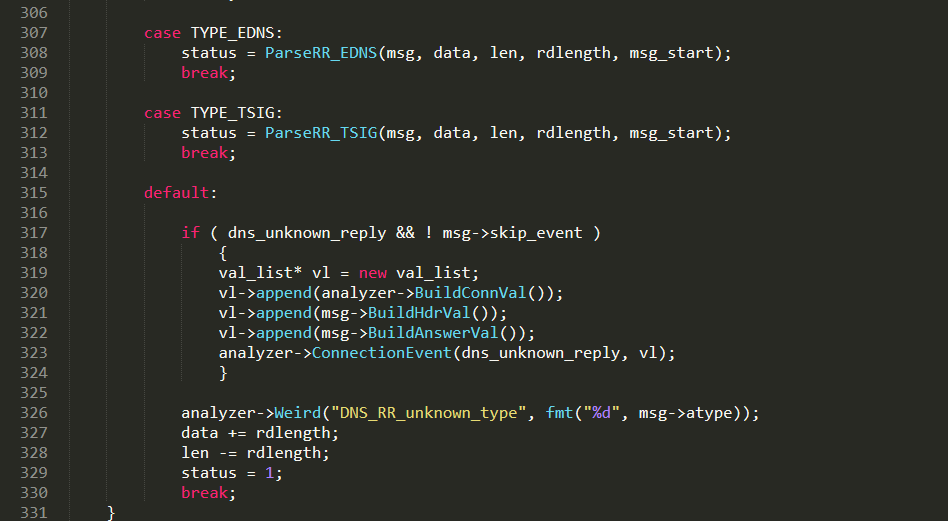 306
307 case TYPE_EDNS:
308 status = ParseRR_EDNS(msg, data, len, rdlength, msg_start);
309 break;
310
311 case TYPE_TSIG:
312 status = ParseRR_TSIG(msg, data, len, rdlength, msg_start);
313 break;
314
315 default:
316
317 if ( dns_unknown_reply && ! msg->skip_event )
318 {
319 val_list* vl = new val_list;
320 vl->append(analyzer->BuildConnVal());
321 vl->append(msg->BuildHdrVal());
322 vl->append(msg->BuildAnswerVal());
323 analyzer->ConnectionEvent(dns_unknown_reply, vl);
324 }
325
326 analyzer->Weird("DNS_RR_unknown_type", fmt("%d", msg->atype));
327 data += rdlength;
328 len -= rdlength;
329 status = 1;
330 break;
331 }